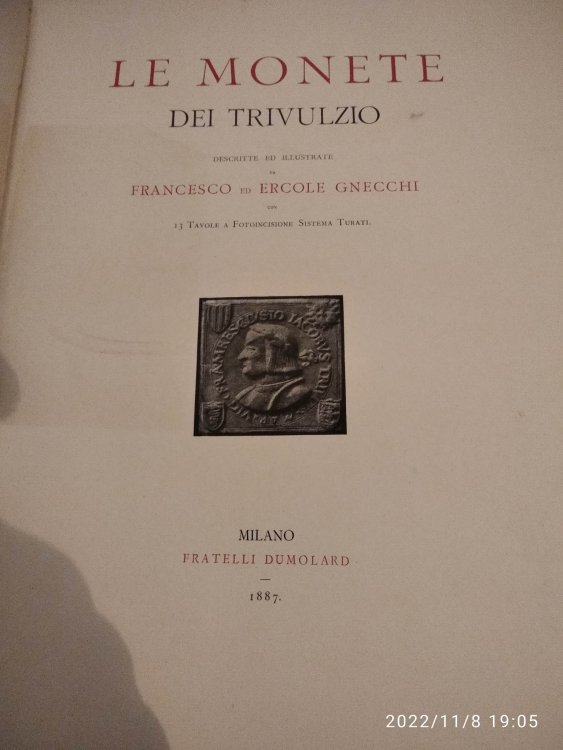 LE MONETE
DEI TRIVULZIO
DESCRITTE ED ILLUSTRATE
DA
FRANCESCO ED ERCOLE GNECCHI
CON
13 TAVOLE A FOTOINCISIONE SISTEMA TURATI.
MILANO
FRATELLI DUMOLARD
1887.
2022/11/8 19:05